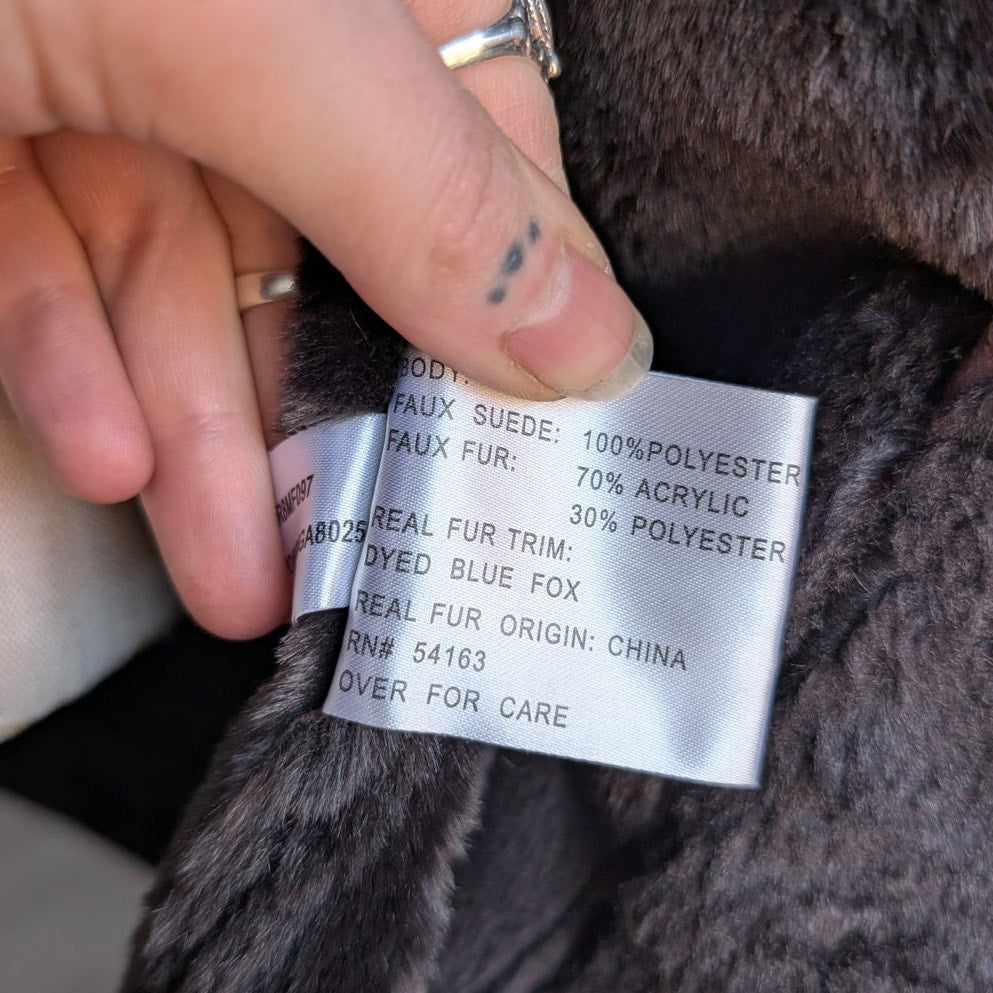 BODY:
FAUX SUEDE: 100%POLYESTER
FAUX FUR: 70% ACRYLIC
30% POLYESTER
REAL FUR TRIM:
DYED BLUE FOX
REAL FUR ORIGIN: CHINA
RN# 54163
OVER FOR CARE